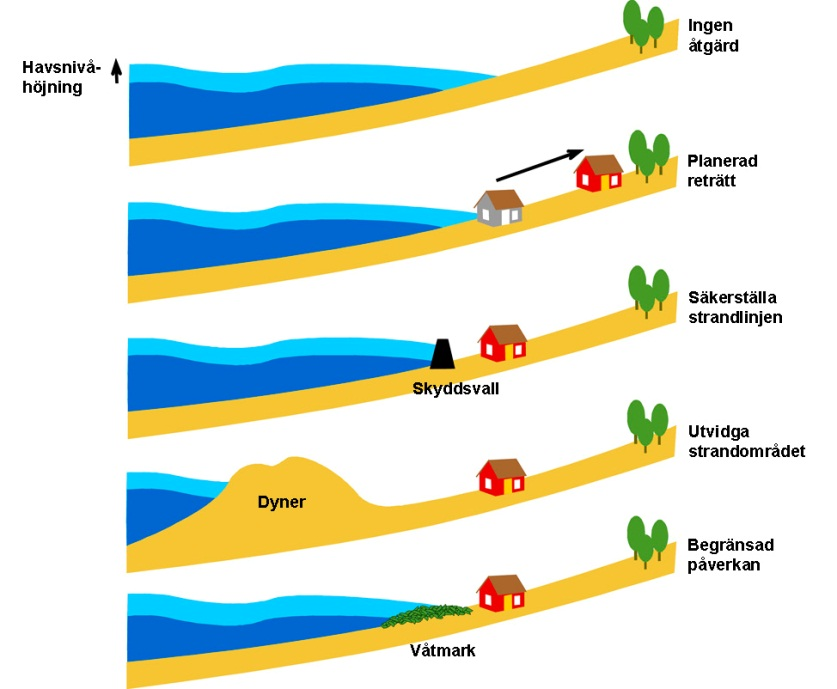 Havsnivå-
höjning
Ingen
åtgärd
Planerad
reträtt
Säkerställa
strandlinjen
Skyddsvall
Utvidga
strandområdet
Dyner
Begränsad
påverkan
Våtmark